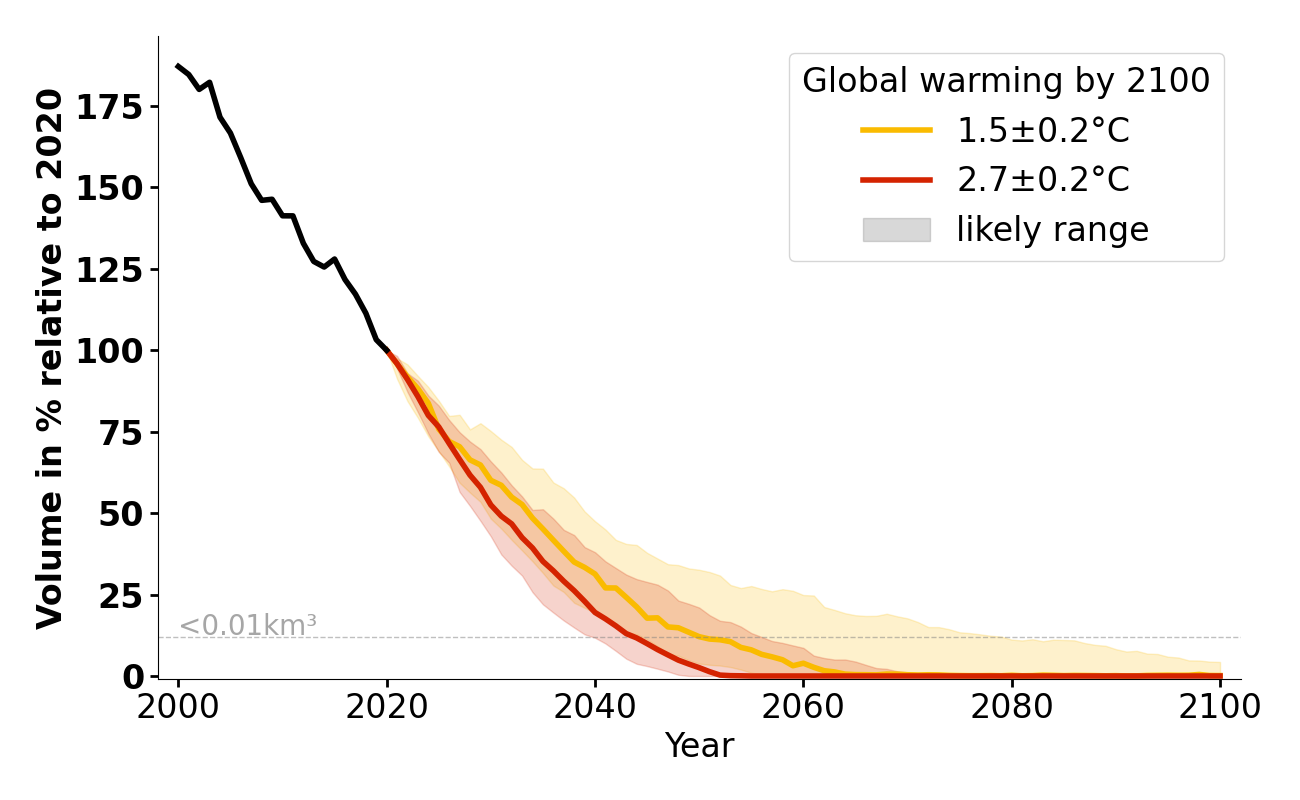 Global warming by 2100
1.5±0.2°C
2.7±0.2°C
likely range
Volume in % relative to 2020
175
150
125
100
75
50
25
0
<0.01km³
2000
2020
2040
2060
2080
2100
Year